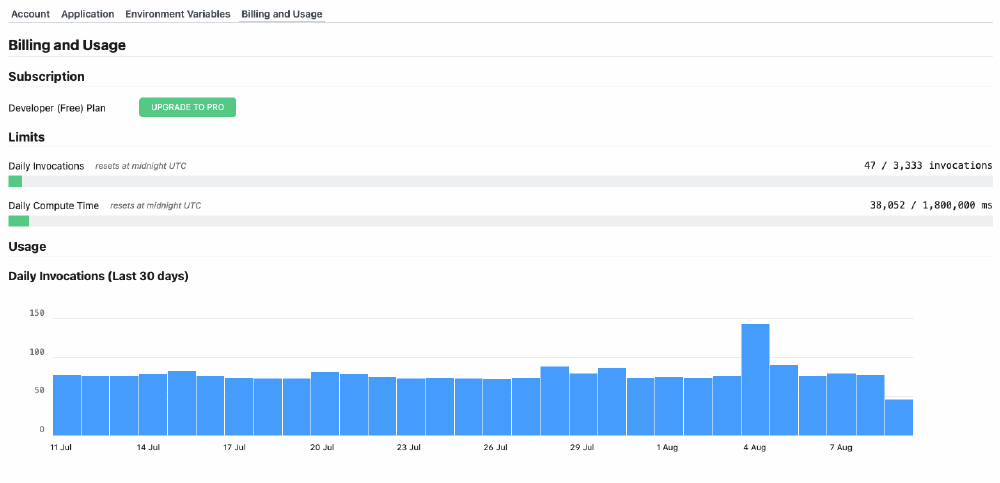 Account Application Environment Variables Billing and Usage
Billing and Usage
Subscription
Developer (Free) Plan UPGRADE TO PRO
Limits
Daily Invocations resets at midnight UTC 47 / 3,333 invocations
Daily Compute Time resets at midnight UTC 38,052 / 1,800,000 ms
Usage
Daily Invocations (Last 30 days)
150
100
50
0
11 Jul 14 Jul 17 Jul 20 Jul 23 Jul 26 Jul 29 Jul 1 Aug 4 Aug 7 Aug